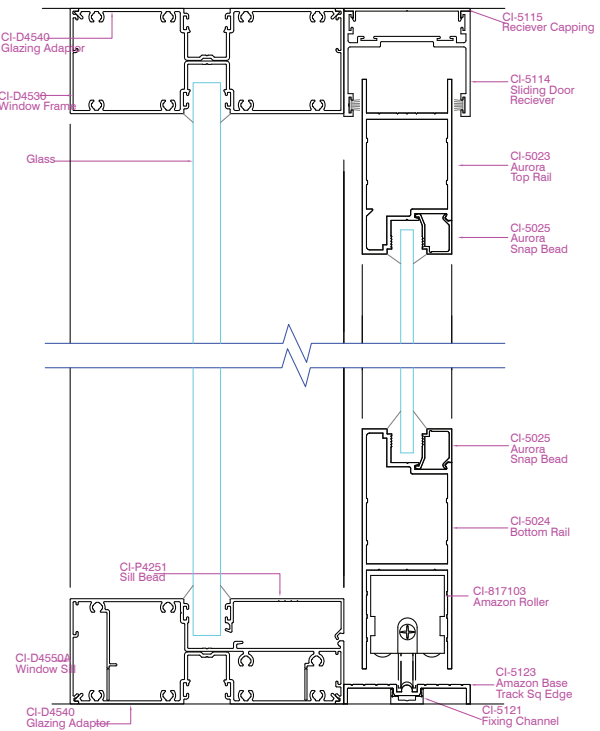 CI-5115
Reciever Capping
CI-D4540
Glazing Adaptor
CI-5114
Sliding Door
Reciever
CI-D4530
Window Frame
Glass
CI-5023
Aurora
Top Rail
CI-5025
Aurora
Snap Bead
CI-5025
Aurora
Snap Bead
CI-5024
Bottom Rail
CI-P4251
Sill Bead
CI-817103
Amazon Roller
CI-D4550A
Window Sill
CI-5123
Amazon Base
Track Sq Edge
CI-5121
Fixing Channel
CI-D4540
Glazing Adaptor